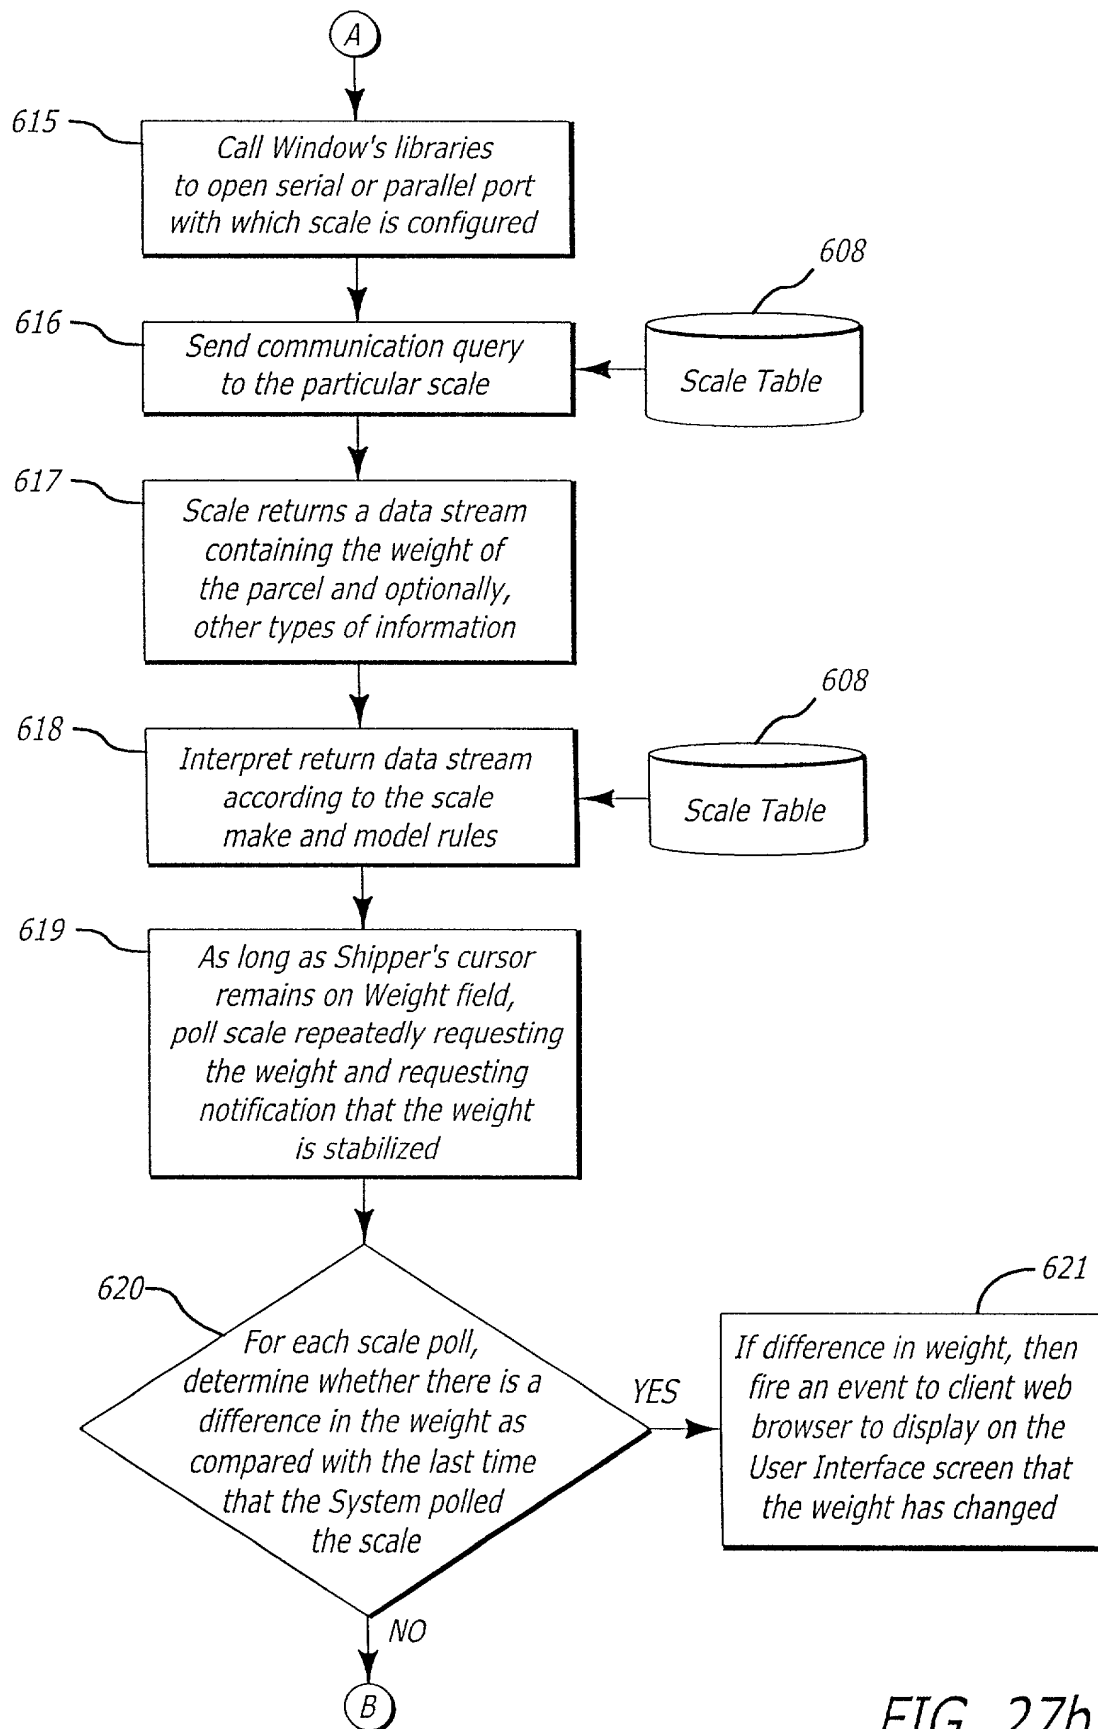 A
615
Call Window's libraries
to open serial or parallel port
with which scale is configured
608
616
Send communication query
to the particular scale
Scale Table
617
Scale returns a data stream
containing the weight of
the parcel and optionally,
other types of information
608
618
Interpret return data stream
according to the scale
make and model rules
Scale Table
619
As long as Shipper's cursor
remains on Weight field,
poll scale repeatedly requesting
the weight and requesting
notification that the weight
is stabilized
620
For each scale poll,
determine whether there is a
difference in the weight as
compared with the last time
that the System polled
the scale
YES
621
If difference in weight, then
fire an event to client web
browser to display on the
User Interface screen that
the weight has changed
NO
B
FIG. 27b